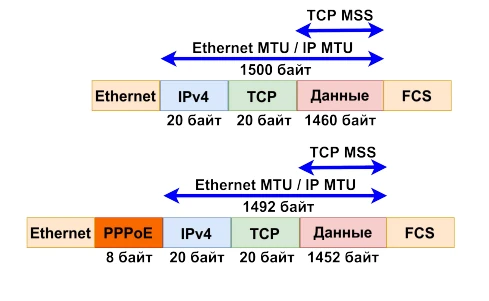 TCP MSS
Ethernet MTU / IP MTU
1500 байт
Ethernet IPv4 TCP Данные FCS
20 байт 20 байт 1460 байт
TCP MSS
Ethernet MTU / IP MTU
1492 байт
Ethernet PPPoE IPv4 TCP Данные FCS
8 байт 20 байт 20 байт 1452 байт